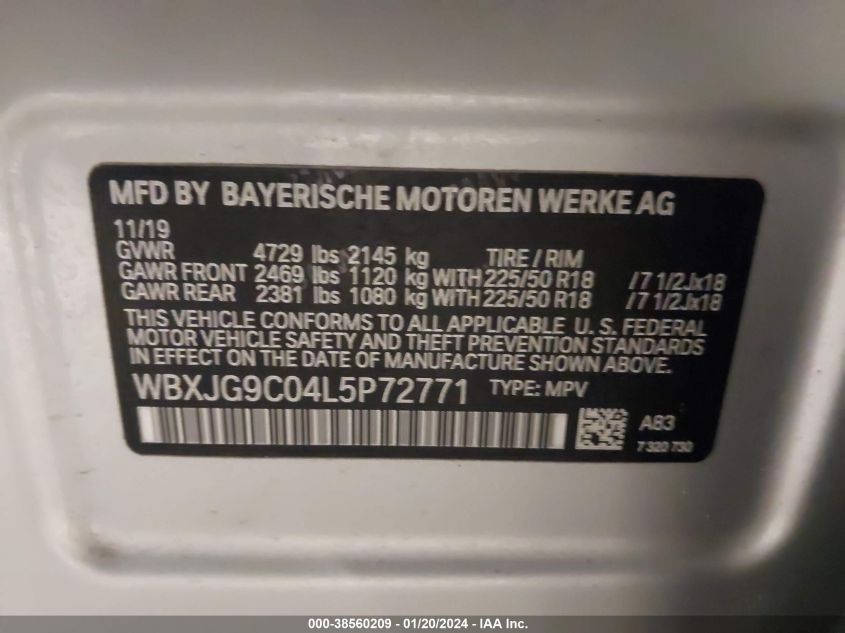 MFD BY BAYERISCHE MOTOREN WERKE AG
11/19
GVWR 4729 lbs 2145 kg TIRE / RIM
GAWR FRONT 2469 lbs 1120 kg WITH 225/50 R18 /7 1/2Jx18
GAWR REAR 2381 lbs 1080 kg WITH 225/50 R18 /7 1/2Jx18
THIS VEHICLE CONFORMS TO ALL APPLICABLE U.S. FEDERAL
MOTOR VEHICLE SAFETY AND THEFT PREVENTION STANDARDS
IN EFFECT ON THE DATE OF MANUFACTURE SHOWN ABOVE.
WBXJG9C04L5P72771 TYPE: MPV
A83
7 320 730
000-38560209 - 01/20/2024 - IAA Inc.